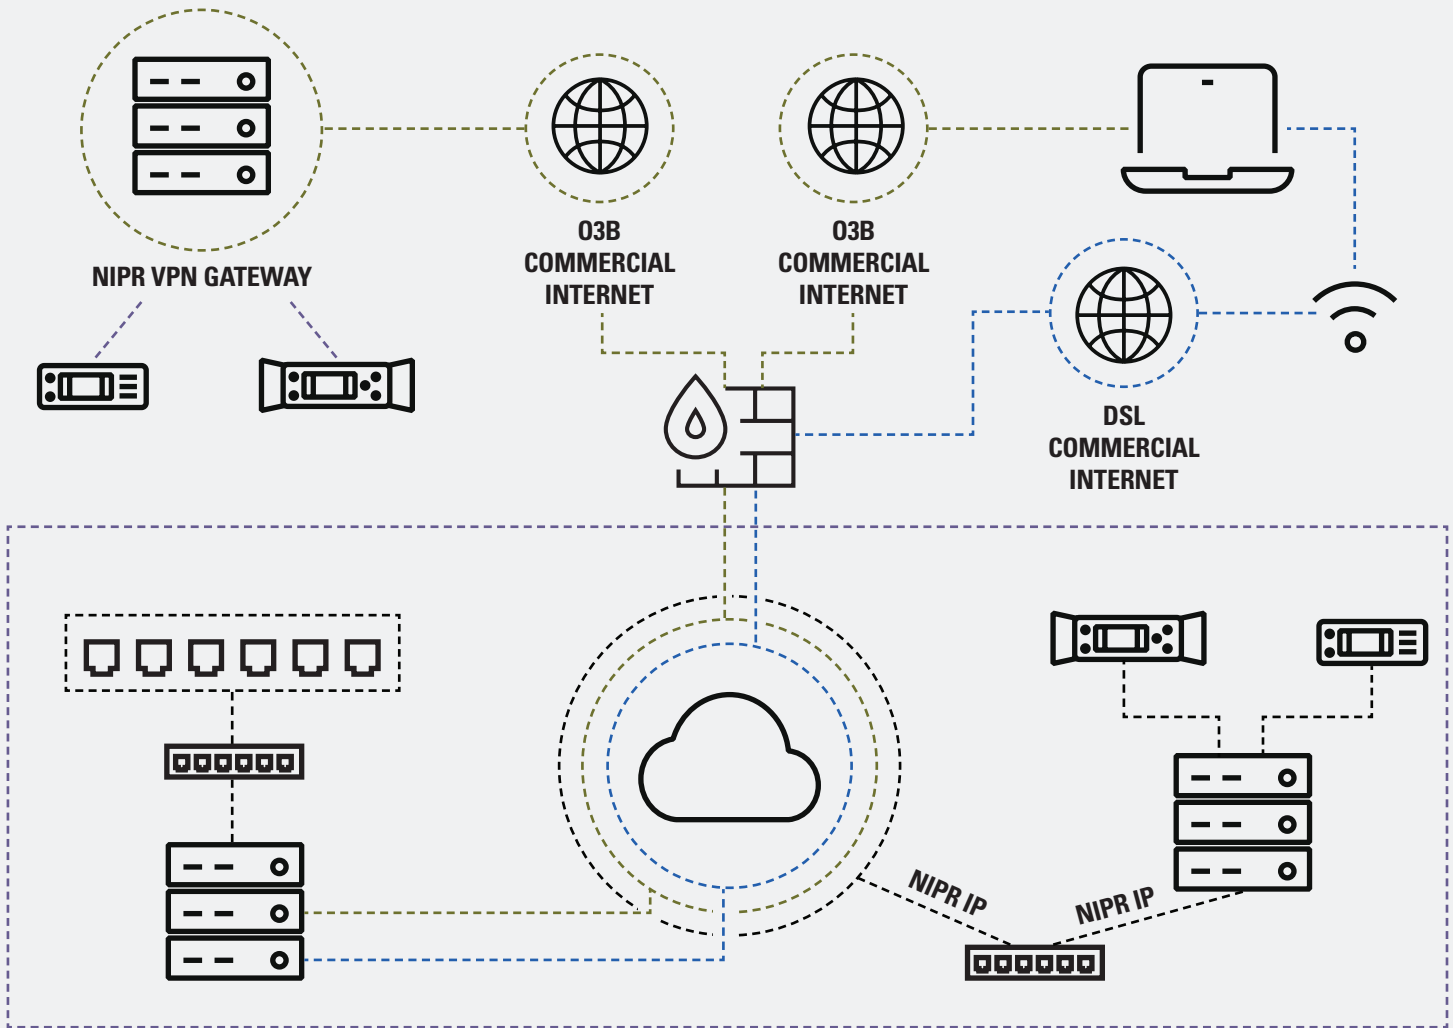 NIPR VPN GATEWAY
O3B
COMMERCIAL
INTERNET
O3B
COMMERCIAL
INTERNET
DSL
COMMERCIAL
INTERNET
NIPR IP
NIPR IP